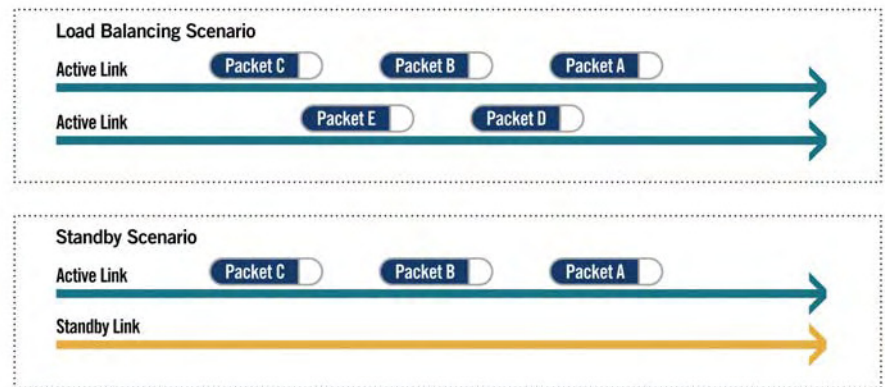 Load Balancing Scenario
Active Link
Packet C
Packet B
Packet A
Active Link
Packet E
Packet D
Standby Scenario
Active Link
Packet C
Packet B
Packet A
Standby Link